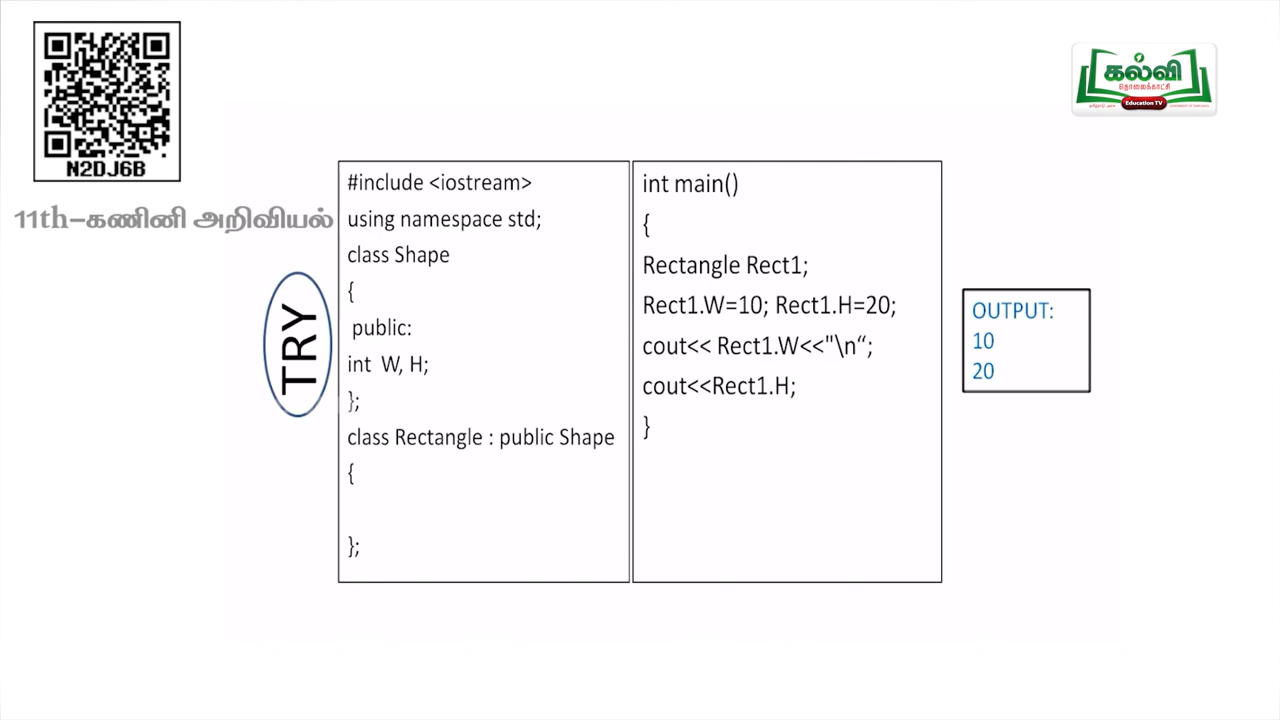 N2DJ6B
11th-கணினி அறிவியல்
கல்வி
தொலைக்காட்சி
Education TV
TRY
#include <iostream>
using namespace std;
class Shape
{
public:
int W, H;
};
class Rectangle : public Shape
{
};
int main()
{
Rectangle Rect1;
Rect1.W=10; Rect1.H=20;
cout<< Rect1.W<<"\n“;
cout<<Rect1.H;
}
OUTPUT:
10
20